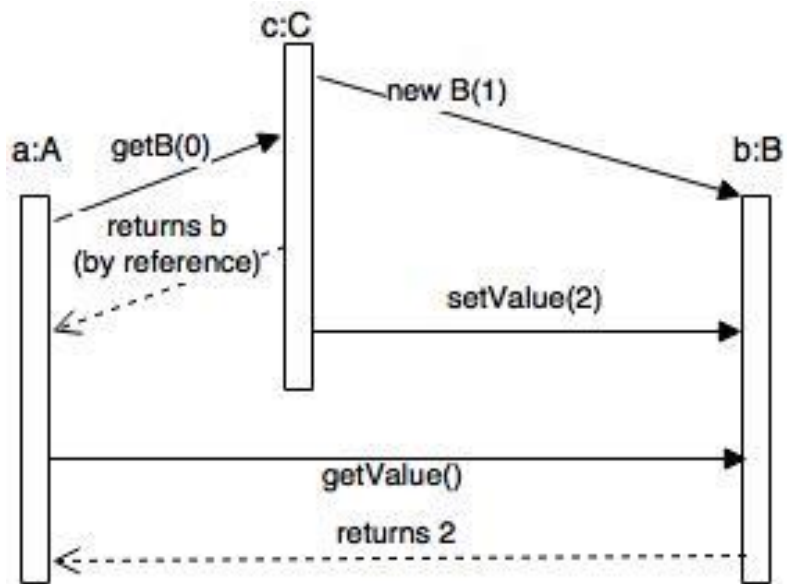 c:C
new B(1)
a:A
getB(0)
b:B
returns b
(by reference)
setValue(2)
getValue()
returns 2